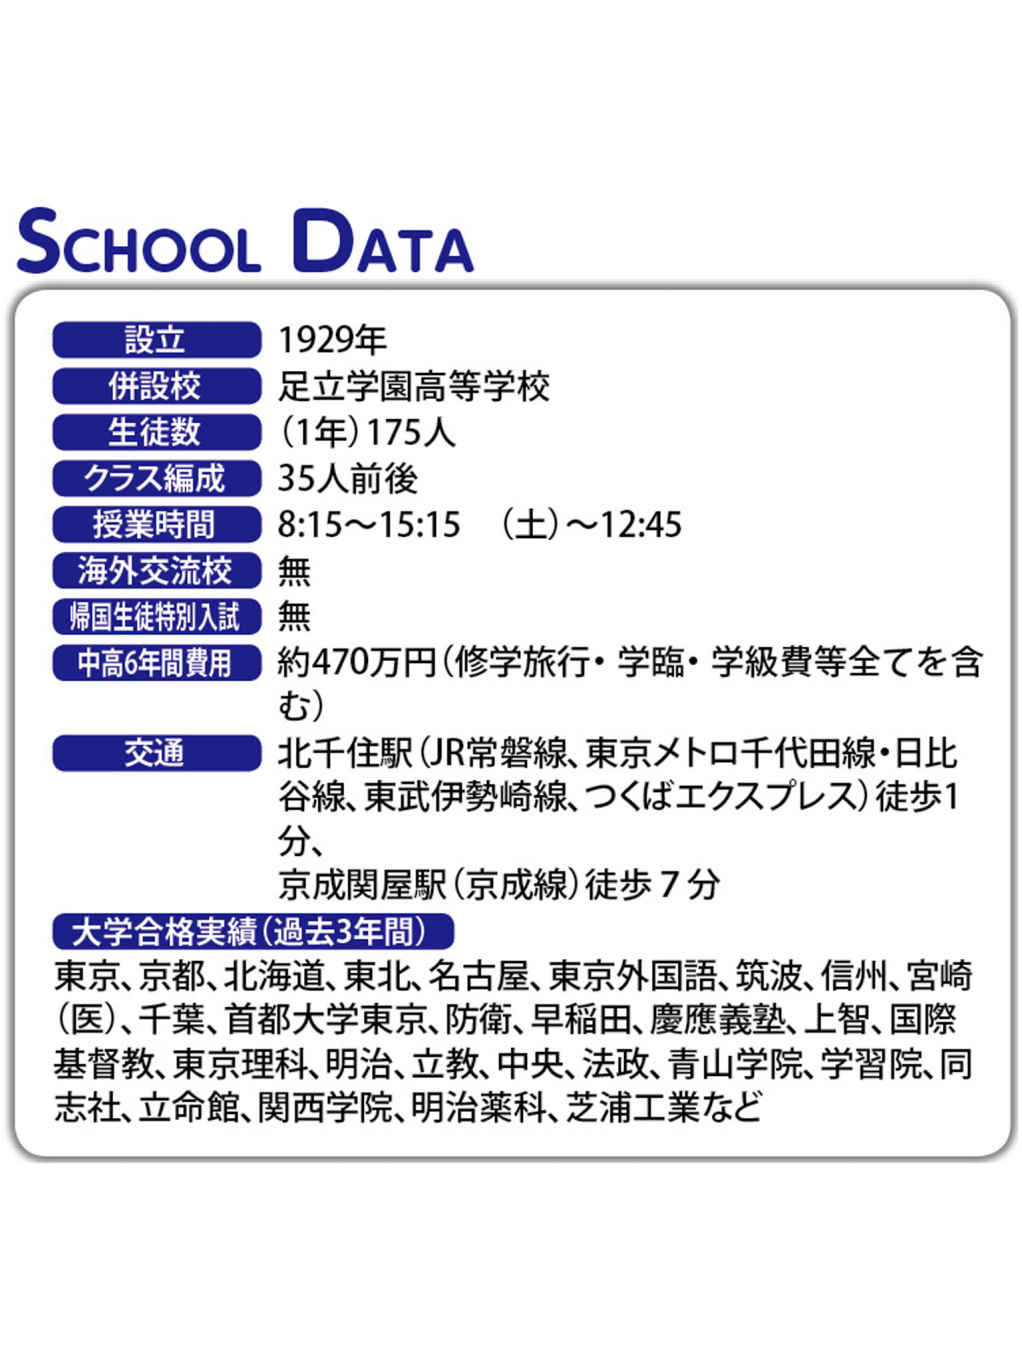 SCHOOL DATA
設立 1929年
併設校 足立学園高等学校
生徒数 （1年）175人
クラス編成 35人前後
授業時間 8:15〜15:15　（土）〜12:45
海外交流校 無
帰国生徒特別入試 無
中高6年間費用 約470万円（修学旅行・学臨・学級費等全てを含
む）
交通 北千住駅（JR常磐線、東京メトロ千代田線・日比
谷線、東武伊勢崎線、つくばエクスプレス）徒歩1
分、
京成関屋駅（京成線）徒歩７分
大学合格実績（過去3年間）
東京、京都、北海道、東北、名古屋、東京外国語、筑波、信州、宮崎
（医）、千葉、首都大学東京、防衛、早稲田、慶應義塾、上智、国際
基督教、東京理科、明治、立教、中央、法政、青山学院、学習院、同
志社、立命館、関西学院、明治薬科、芝浦工業など